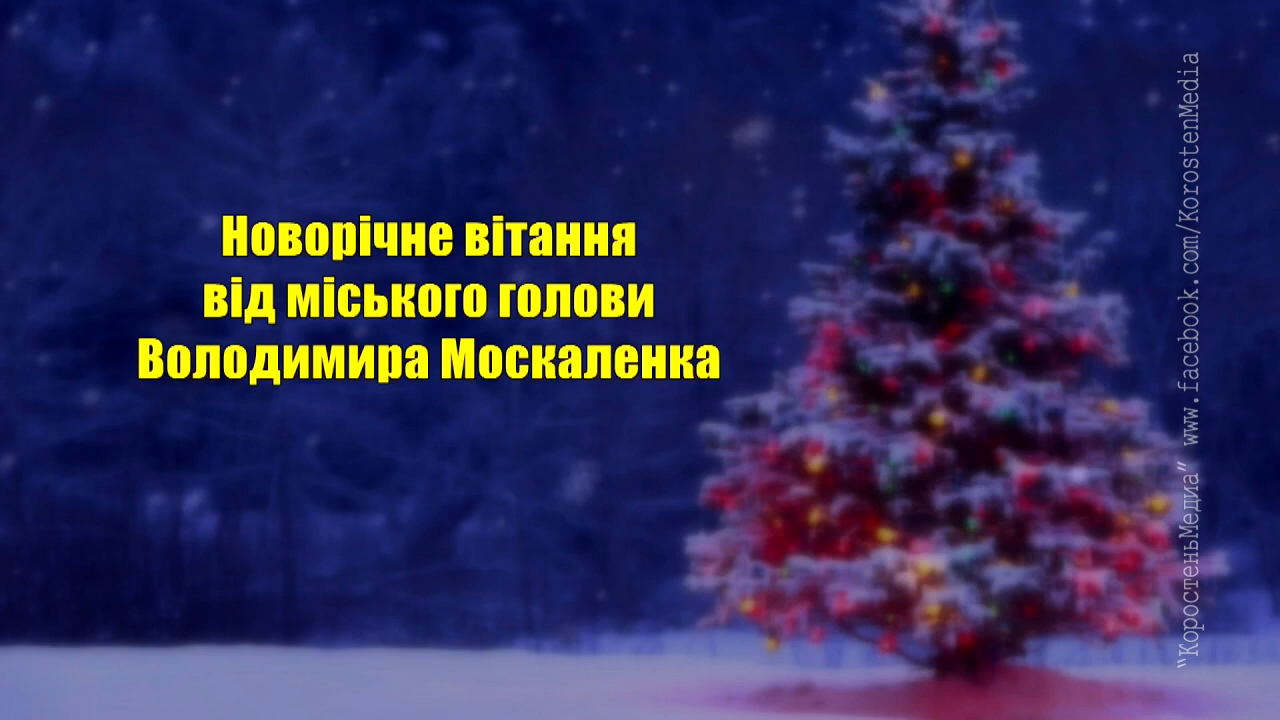 Новорічне вітання
від міського голови
Володимира Москаленка
“КоростеньМедиа” www.facebook.com/KorostenMedia